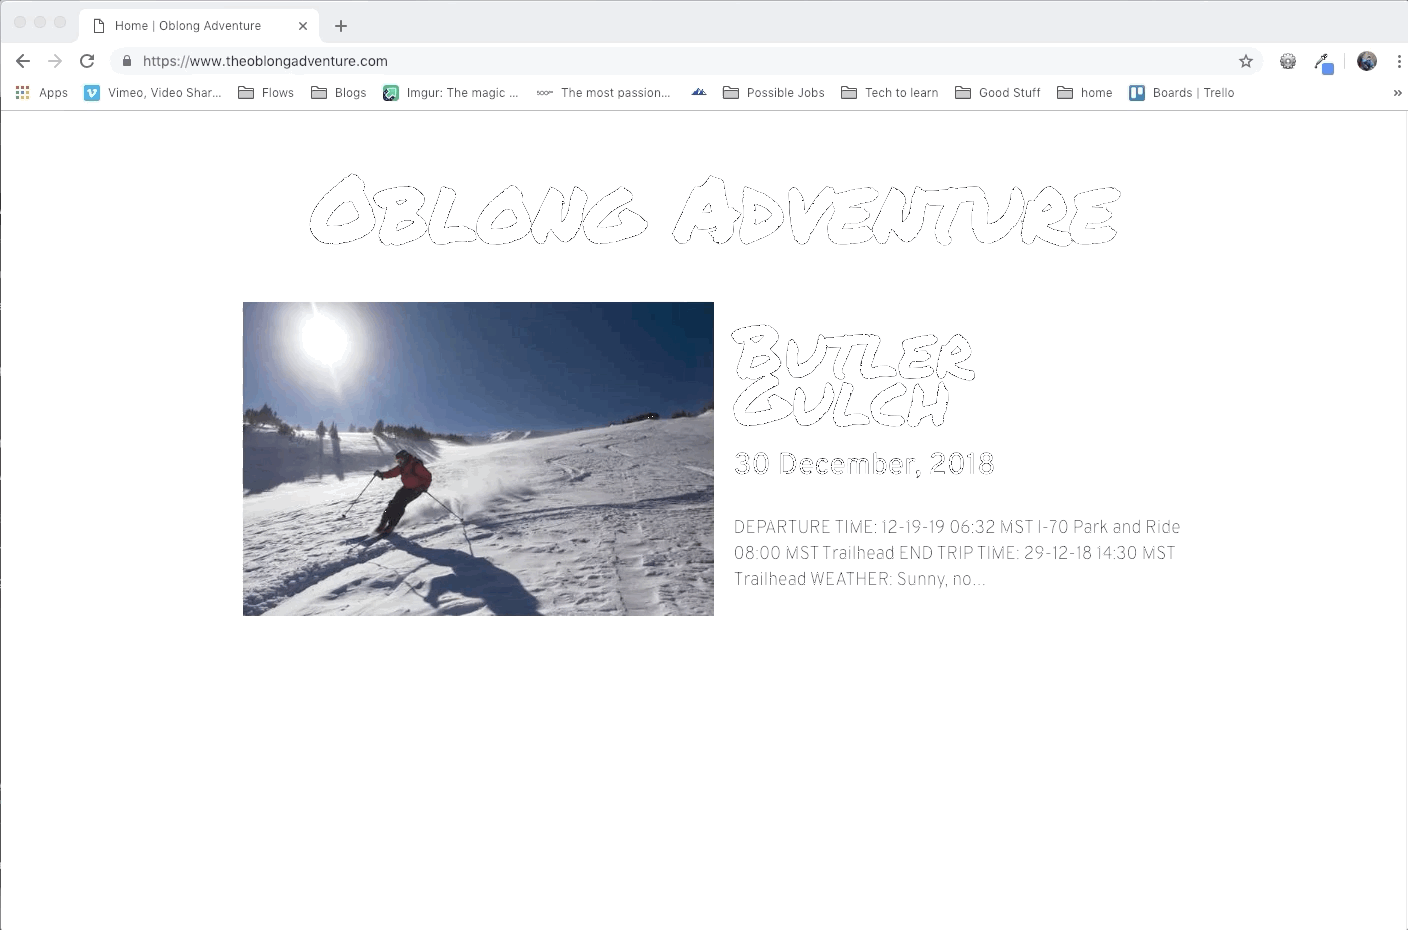 Home | Oblong Adventure
https://www.theoblongadventure.com
Apps Vimeo, Video Shar... Flows Blogs Imgur: The magic ... The most passion... Possible Jobs Tech to learn Good Stuff home Boards | Trello »
Oblong Adventure
Butler
Gulch
30 December, 2018
DEPARTURE TIME: 12-19-19 06:32 MST I-70 Park and Ride
08:00 MST Trailhead END TRIP TIME: 29-12-18 14:30 MST
Trailhead WEATHER: Sunny, no...